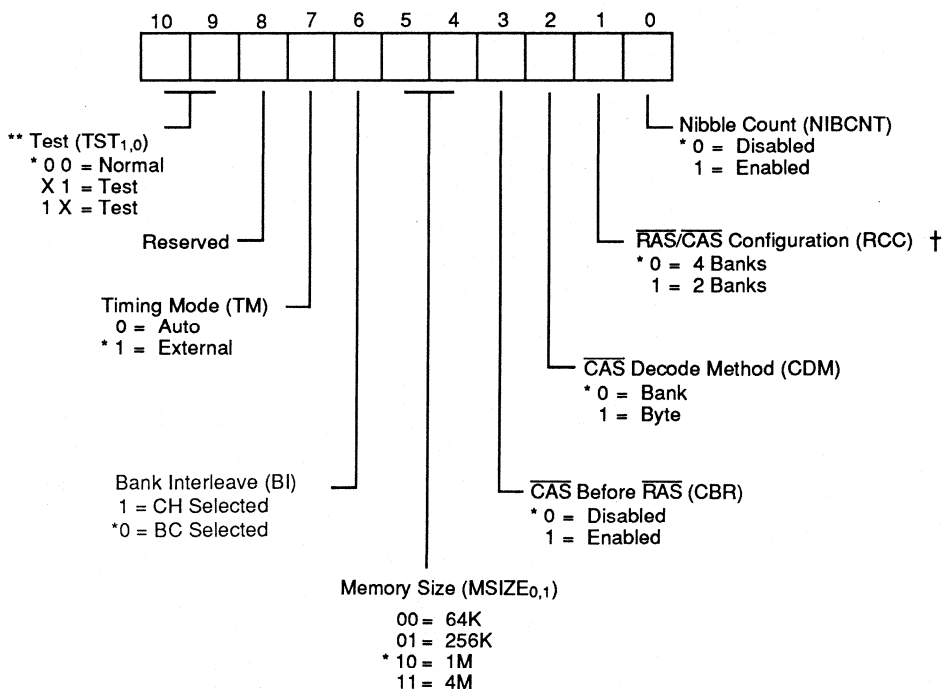 10 9 8 7 6 5 4 3 2 1 0
** Test (TST1,0)
* 0 0 = Normal
X 1 = Test
1 X = Test
Reserved
Timing Mode (TM)
0 = Auto
* 1 = External
Bank Interleave (BI)
1 = CH Selected
*0 = BC Selected
Memory Size (MSIZE0,1)
00 = 64K
01 = 256K
* 10 = 1M
11 = 4M
CAS Before RAS (CBR)
* 0 = Disabled
1 = Enabled
CAS Decode Method (CDM)
* 0 = Bank
1 = Byte
RAS/CAS Configuration (RCC) †
* 0 = 4 Banks
1 = 2 Banks
Nibble Count (NIBCNT)
* 0 = Disabled
1 = Enabled